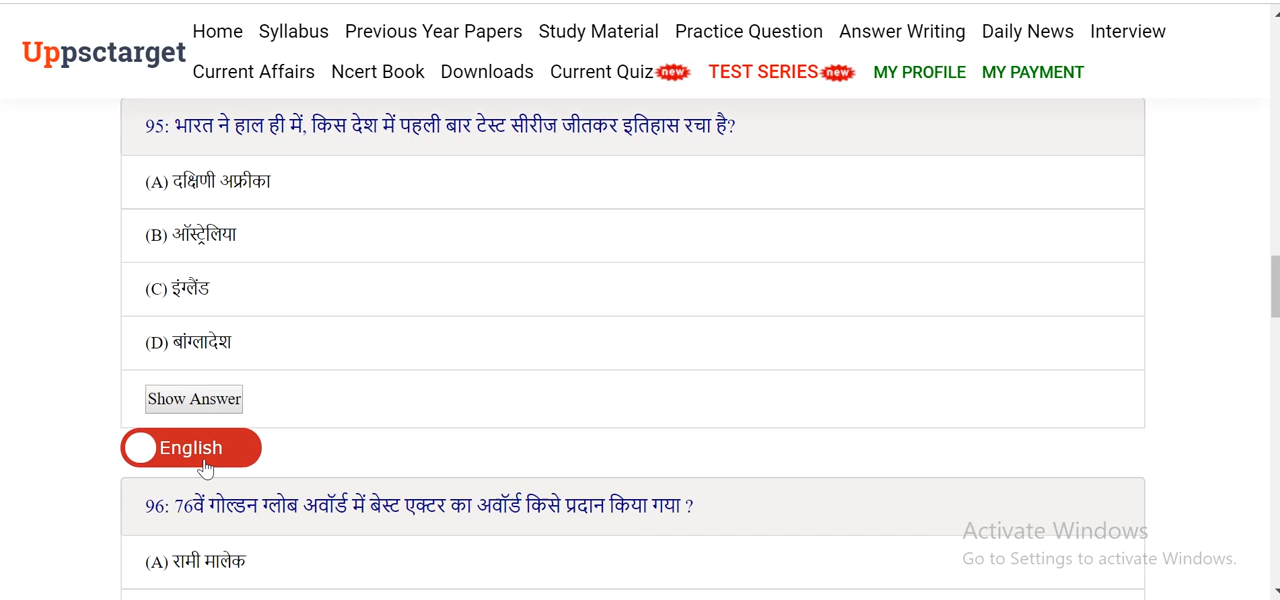 Home Syllabus Previous Year Papers Study Material Practice Question Answer Writing Daily News Interview
Uppsctarget
Current Affairs Ncert Book Downloads Current Quiz new TEST SERIES new MY PROFILE MY PAYMENT
95: भारत ने हाल ही में, किस देश में पहली बार टेस्ट सीरीज जीतकर इतिहास रचा है?
(A) दक्षिणी अफ्रीका
(B) ऑस्ट्रेलिया
(C) इंग्लैंड
(D) बांग्लादेश
Show Answer
English
96: 76वें गोल्डन ग्लोब अवॉर्ड में बेस्ट एक्टर का अवॉर्ड किसे प्रदान किया गया ?
(A) रामी मालेक
Activate Windows
Go to Settings to activate Windows.